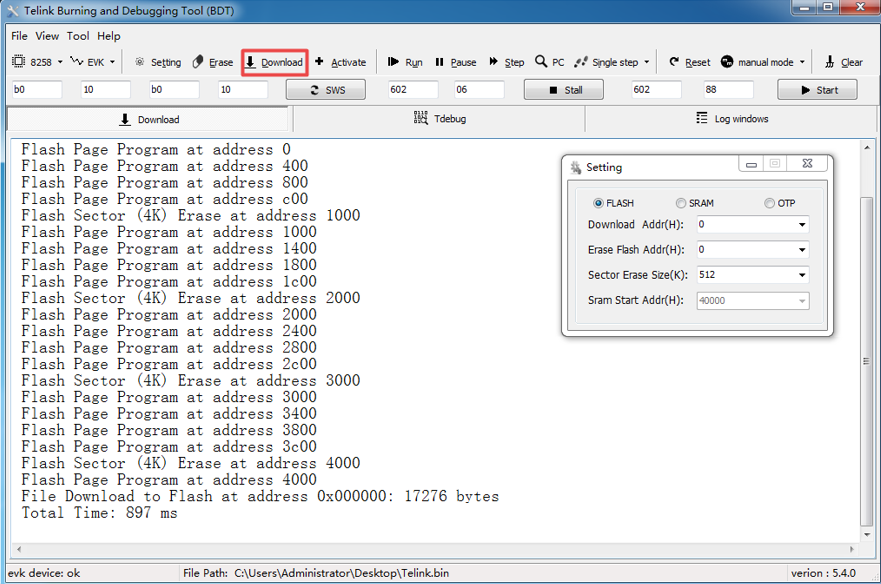 Telink Burning and Debugging Tool (BDT)
File View Tool Help
8258 EVK Setting Erase Download Activate Run Pause Step PC Single step Reset manual mode Clear
b0 10 b0 10 SWS 602 06 Stall 602 88 Start
Download Tdebug Log windows
Flash Page Program at address 0
Flash Page Program at address 400
Flash Page Program at address 800
Flash Page Program at address c00
Flash Sector (4K) Erase at address 1000
Flash Page Program at address 1000
Flash Page Program at address 1400
Flash Page Program at address 1800
Flash Page Program at address 1c00
Flash Sector (4K) Erase at address 2000
Flash Page Program at address 2000
Flash Page Program at address 2400
Flash Page Program at address 2800
Flash Page Program at address 2c00
Flash Sector (4K) Erase at address 3000
Flash Page Program at address 3000
Flash Page Program at address 3400
Flash Page Program at address 3800
Flash Page Program at address 3c00
Flash Sector (4K) Erase at address 4000
Flash Page Program at address 4000
File Download to Flash at address 0x000000: 17276 bytes
Total Time: 897 ms
Setting
FLASH SRAM OTP
Download Addr(H): 0
Erase Flash Addr(H): 0
Sector Erase Size(K): 512
Sram Start Addr(H): 40000
evk device: ok File Path: C:\Users\Administrator\Desktop\Telink.bin verion : 5.4.0